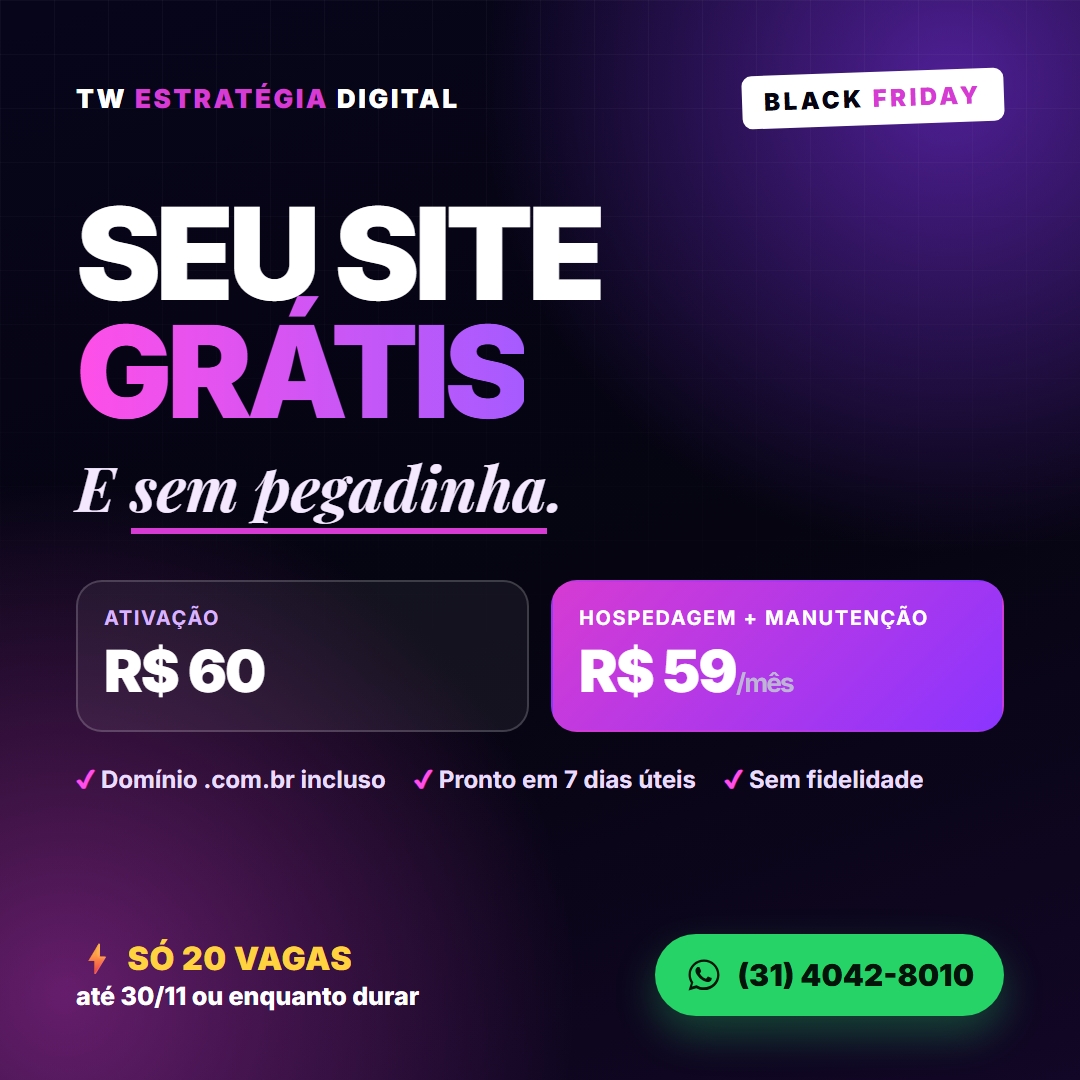 TW ESTRATÉGIA DIGITAL
BLACK FRIDAY
SEU SITE
GRÁTIS
E sem pegadinha.
ATIVAÇÃO
R$ 60
HOSPEDAGEM + MANUTENÇÃO
R$ 59/mês
✔ Domínio .com.br incluso ✔ Pronto em 7 dias úteis ✔ Sem fidelidade
⚡ SÓ 20 VAGAS
até 30/11 ou enquanto durar
(31) 4042-8010